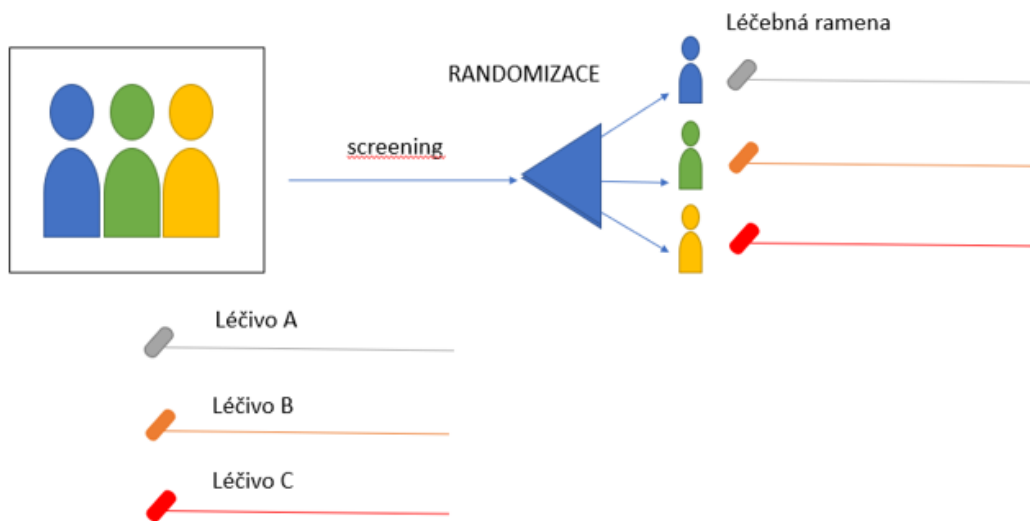 Léčebná ramena
RANDOMIZACE
screening
Léčivo A
Léčivo B
Léčivo C